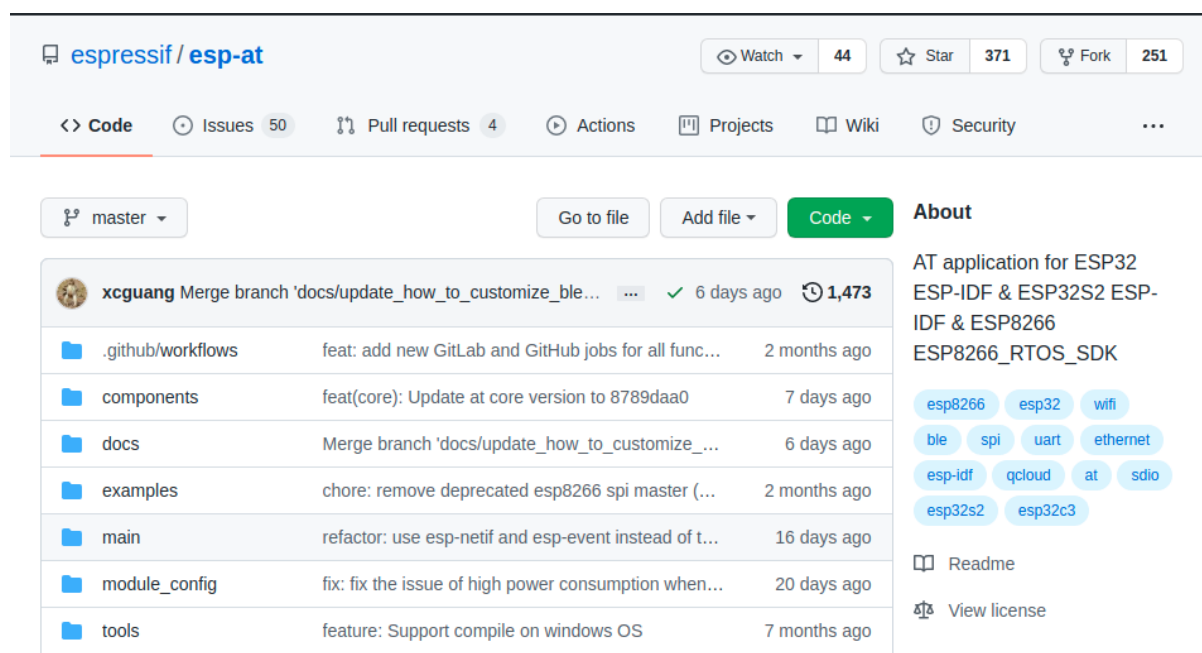 espressif / esp-at
Watch 44 Star 371 Fork 251
Code Issues 50 Pull requests 4 Actions Projects Wiki Security ...
master Go to file Add file Code
xcguang Merge branch 'docs/update_how_to_customize_ble... ... 6 days ago 1,473
.github/workflows feat: add new GitLab and GitHub jobs for all func... 2 months ago
components feat(core): Update at core version to 8789daa0 7 days ago
docs Merge branch 'docs/update_how_to_customize_... 6 days ago
examples chore: remove deprecated esp8266 spi master (... 2 months ago
main refactor: use esp-netif and esp-event instead of t... 16 days ago
module_config fix: fix the issue of high power consumption when... 20 days ago
tools feature: Support compile on windows OS 7 months ago
About
AT application for ESP32
ESP-IDF & ESP32S2 ESP-
IDF & ESP8266
ESP8266_RTOS_SDK
esp8266 esp32 wifi
ble spi uart ethernet
esp-idf qcloud at sdio
esp32s2 esp32c3
Readme
View license